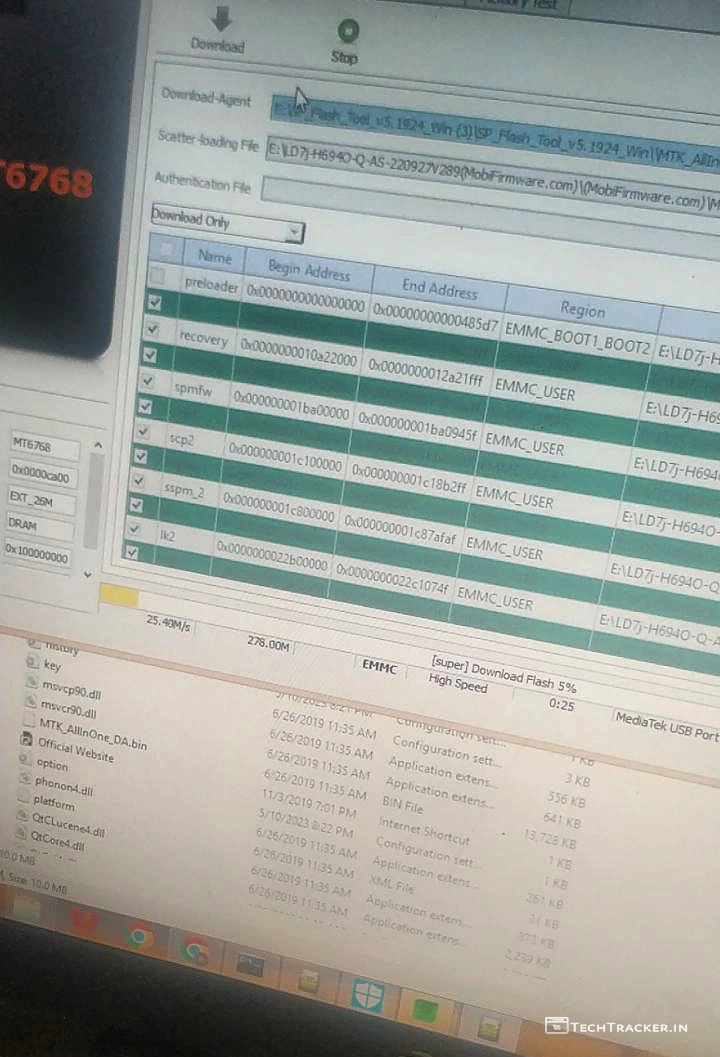 Memory Test
Download
Stop
Download-Agent
E:\SP_Flash_Tool_v5.1924_Win (3)\SP_Flash_Tool_v5.1924_Win\\MTK_AllIn
Scatter-loading File
E:\LD7j-H694O-Q-AS-220927V289(MobiFirmware.com)\(MobiFirmware.com)\M
Authentication File
T6768
Download Only
Name Begin Address End Address Region
preloader 0x0000000000000000 0x00000000000485d7 EMMC_BOOT1_BOOT2 E:\LD7j-H
recovery 0x0000000010a22000 0x0000000012a21fff EMMC_USER E:\LD7j-H69
spmfw 0x000000001ba00000 0x000000001ba0945f EMMC_USER E:\LD7j-H694
scp2 0x000000001c100000 0x000000001c18b2ff EMMC_USER E:\LD7j-H694O
sspm_2 0x000000001c800000 0x000000001c87afaf EMMC_USER E:\LD7j-H694O-Q
lk2 0x0000000022b00000 0x0000000022c1074f EMMC_USER E:\LD7j-H694O-Q-A
MT6768
0x0000ca00
EXT_26M
DRAM
0x100000000
25.40M/s 278.00M EMMC High Speed 0:25 MediaTek USB Port
[super] Download Flash 5%
history
key
msvcp90.dll
msvcr90.dll
MTK_AllInOne_DA.bin
Official Website
option
phonon4.dll
platform
QtCLucene4.dll
QtCore4.dll
5/10/2023 8:21 PM Configuration sett... 1 KB
6/26/2019 11:35 AM Configuration sett... 3 KB
6/26/2019 11:35 AM Application extens... 556 KB
6/26/2019 11:35 AM Application extens... 641 KB
6/26/2019 11:35 AM BIN File 13,728 KB
11/3/2019 7:01 PM Internet Shortcut 1 KB
5/10/2023 8:22 PM Configuration sett... 1 KB
6/26/2019 11:35 AM Application extens... 261 KB
6/26/2019 11:35 AM XML File 21 KB
6/26/2019 11:35 AM Application extens... 973 KB
6/26/2019 11:35 AM Application extens... 2,239 KB
10.0 MB
Size: 10.0 MB
TECHTRACKER.IN